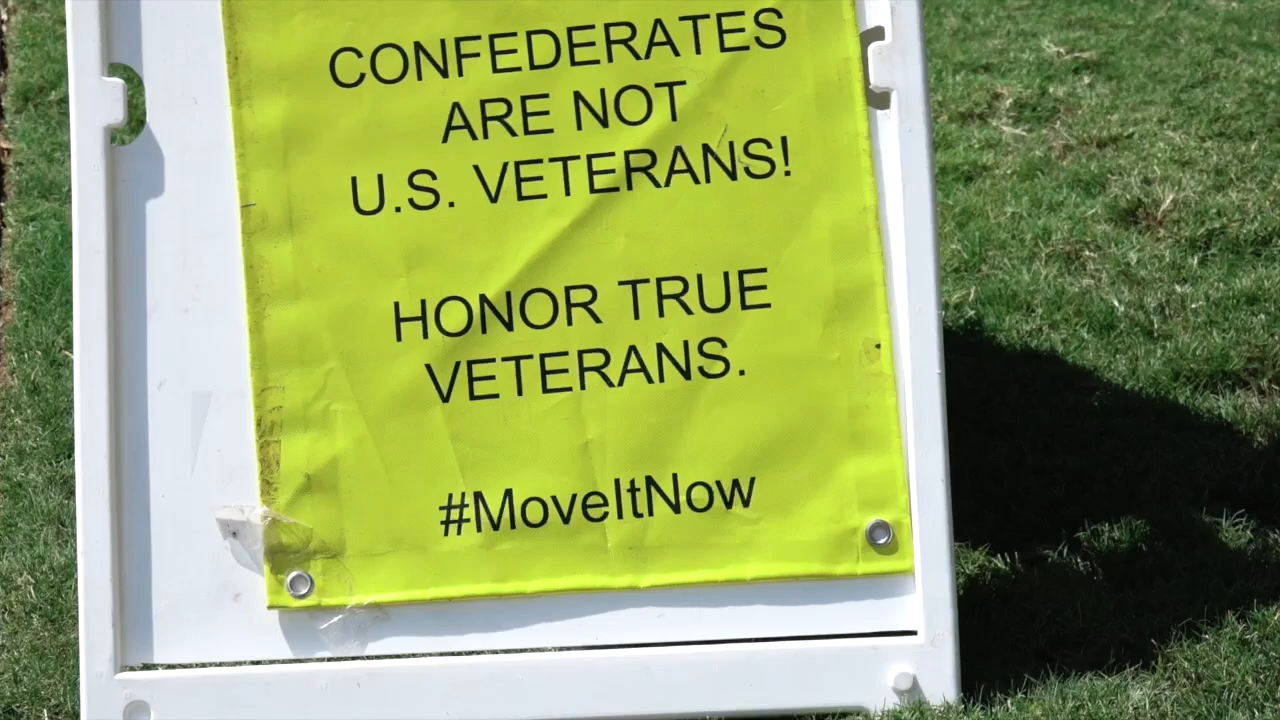 CONFEDERATES
ARE NOT
U.S. VETERANS!
HONOR TRUE
VETERANS.
#MoveItNow